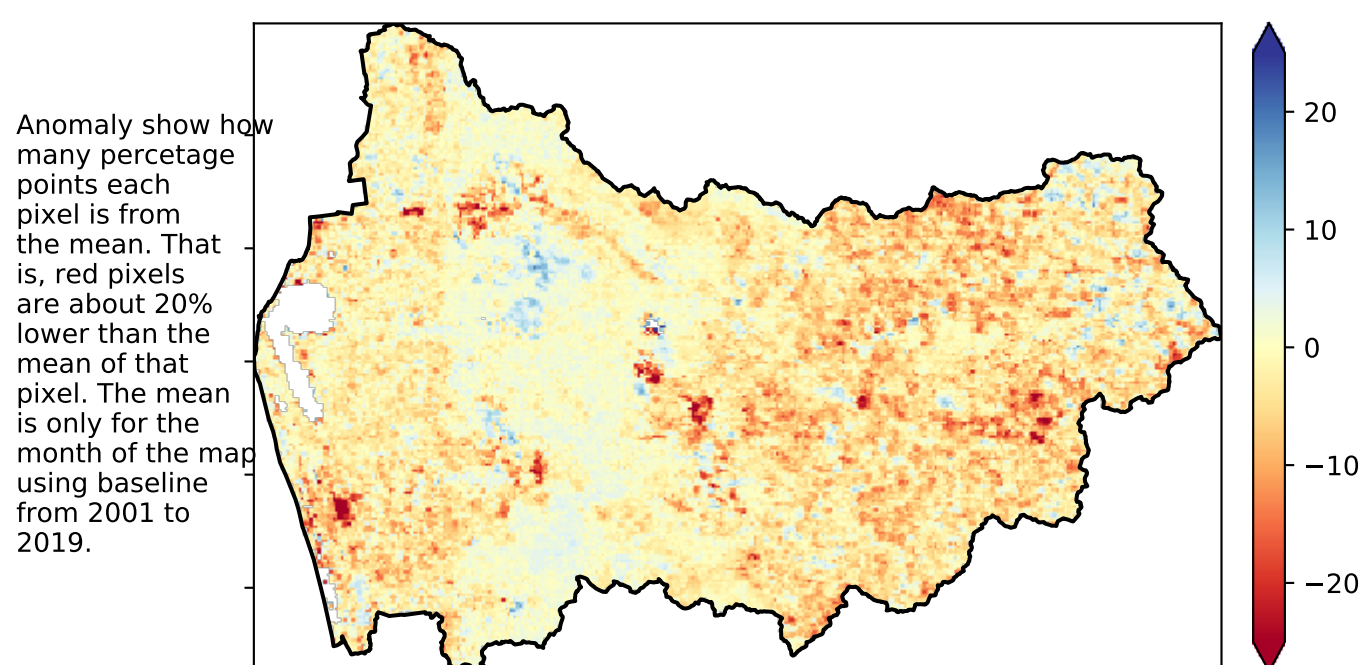 Anomaly show how
many percetage
points each
pixel is from
the mean. That
is, red pixels
are about 20%
lower than the
mean of that
pixel. The mean
is only for the
month of the map
using baseline
from 2001 to
2019.
20
10
0
−10
−20